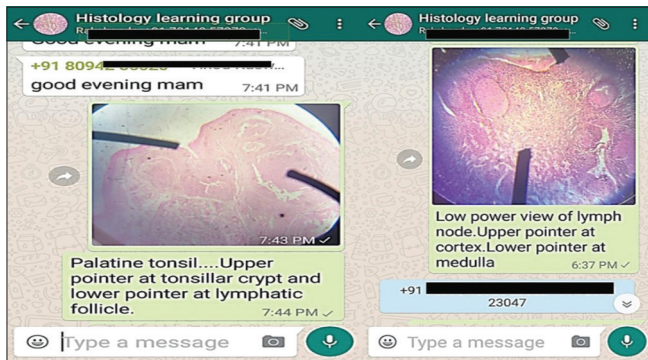 Histology learning group
Good evening mam 7:41 PM
+91 80942
good evening mam 7:41 PM
7:43 PM
Palatine tonsil....Upper
pointer at tonsillar crypt and
lower pointer at lymphatic
follicle. 7:44 PM
Type a message
Histology learning group
Low power view of lymph
node.Upper pointer at
cortex.Lower pointer at
medulla 6:37 PM
+91
23047
Type a message